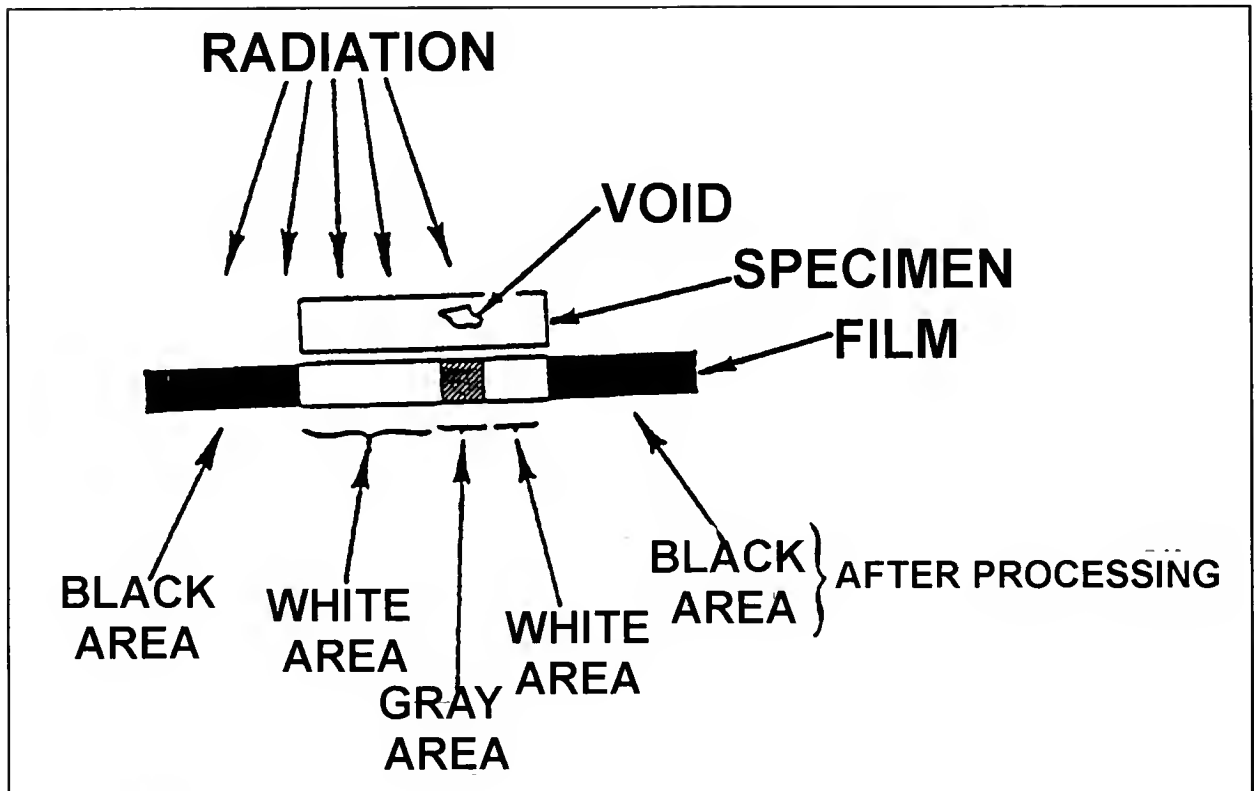 RADIATION
VOID
SPECIMEN
FILM
BLACK
AREA
WHITE
AREA
GRAY
AREA
WHITE
AREA
BLACK
AREA
AFTER PROCESSING